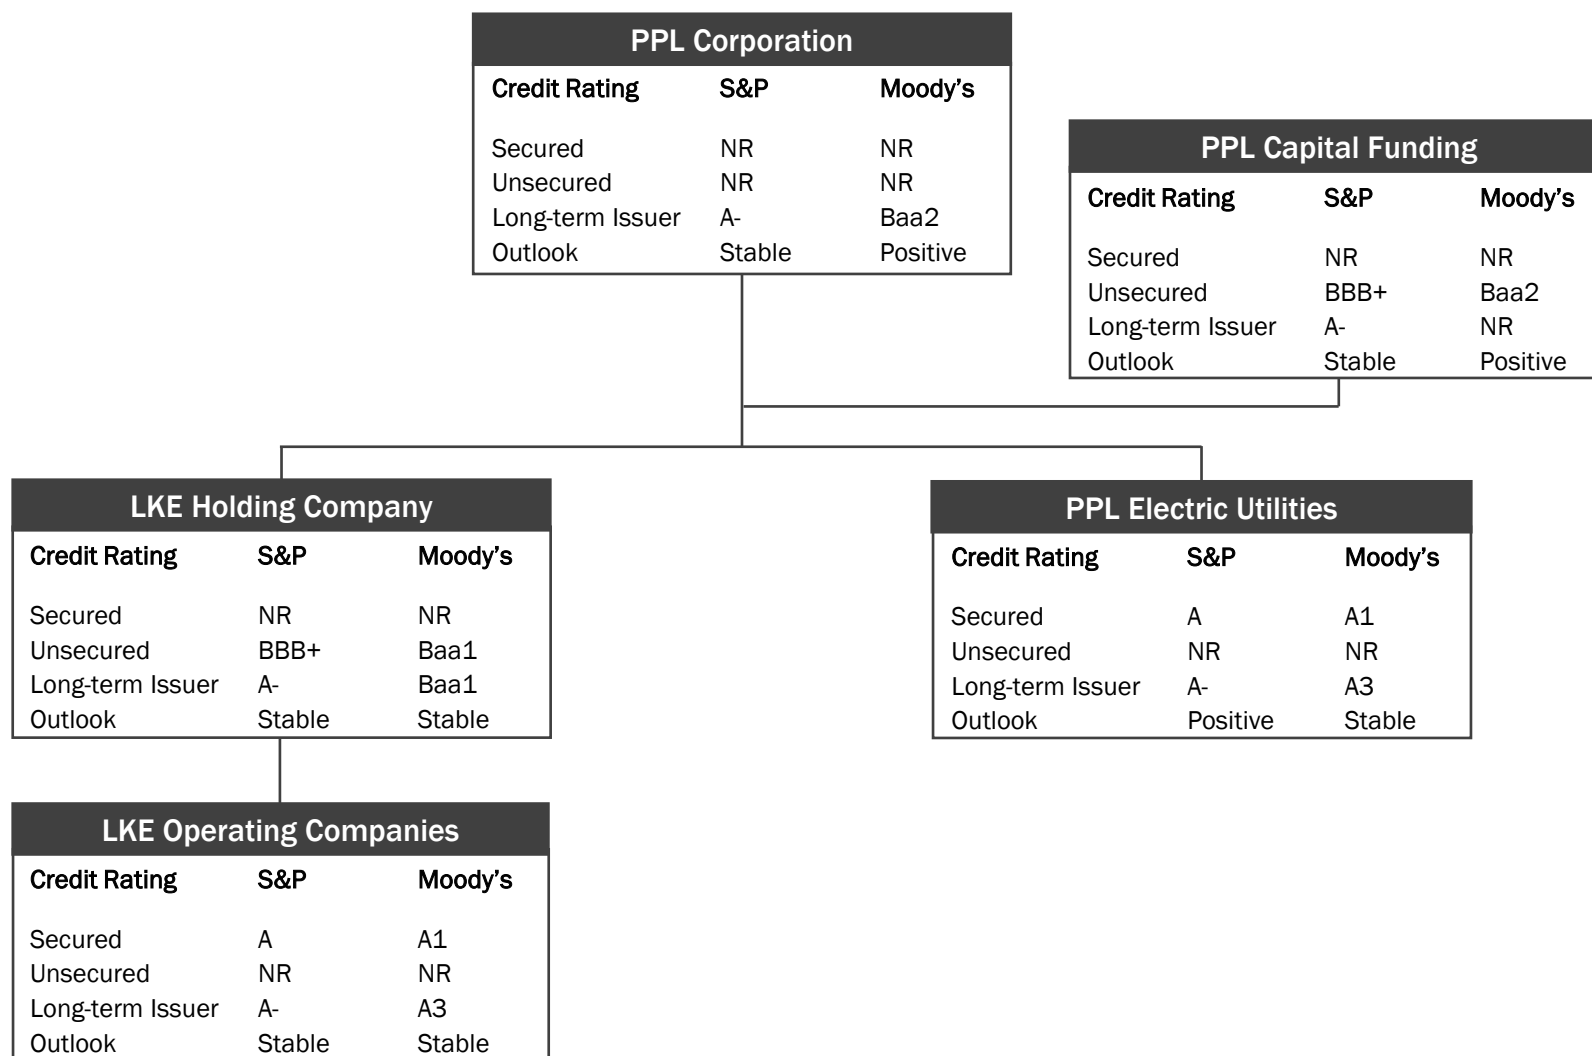 PPL Corporation
Credit Rating S&P Moody's
Secured NR NR
Unsecured NR NR
Long-term Issuer A- Baa2
Outlook Stable Positive
PPL Capital Funding
Credit Rating S&P Moody's
Secured NR NR
Unsecured BBB+ Baa2
Long-term Issuer A- NR
Outlook Stable Positive
LKE Holding Company
Credit Rating S&P Moody's
Secured NR NR
Unsecured BBB+ Baa1
Long-term Issuer A- Baa1
Outlook Stable Stable
PPL Electric Utilities
Credit Rating S&P Moody's
Secured A A1
Unsecured NR NR
Long-term Issuer A- A3
Outlook Positive Stable
LKE Operating Companies
Credit Rating S&P Moody's
Secured A A1
Unsecured NR NR
Long-term Issuer A- A3
Outlook Stable Stable